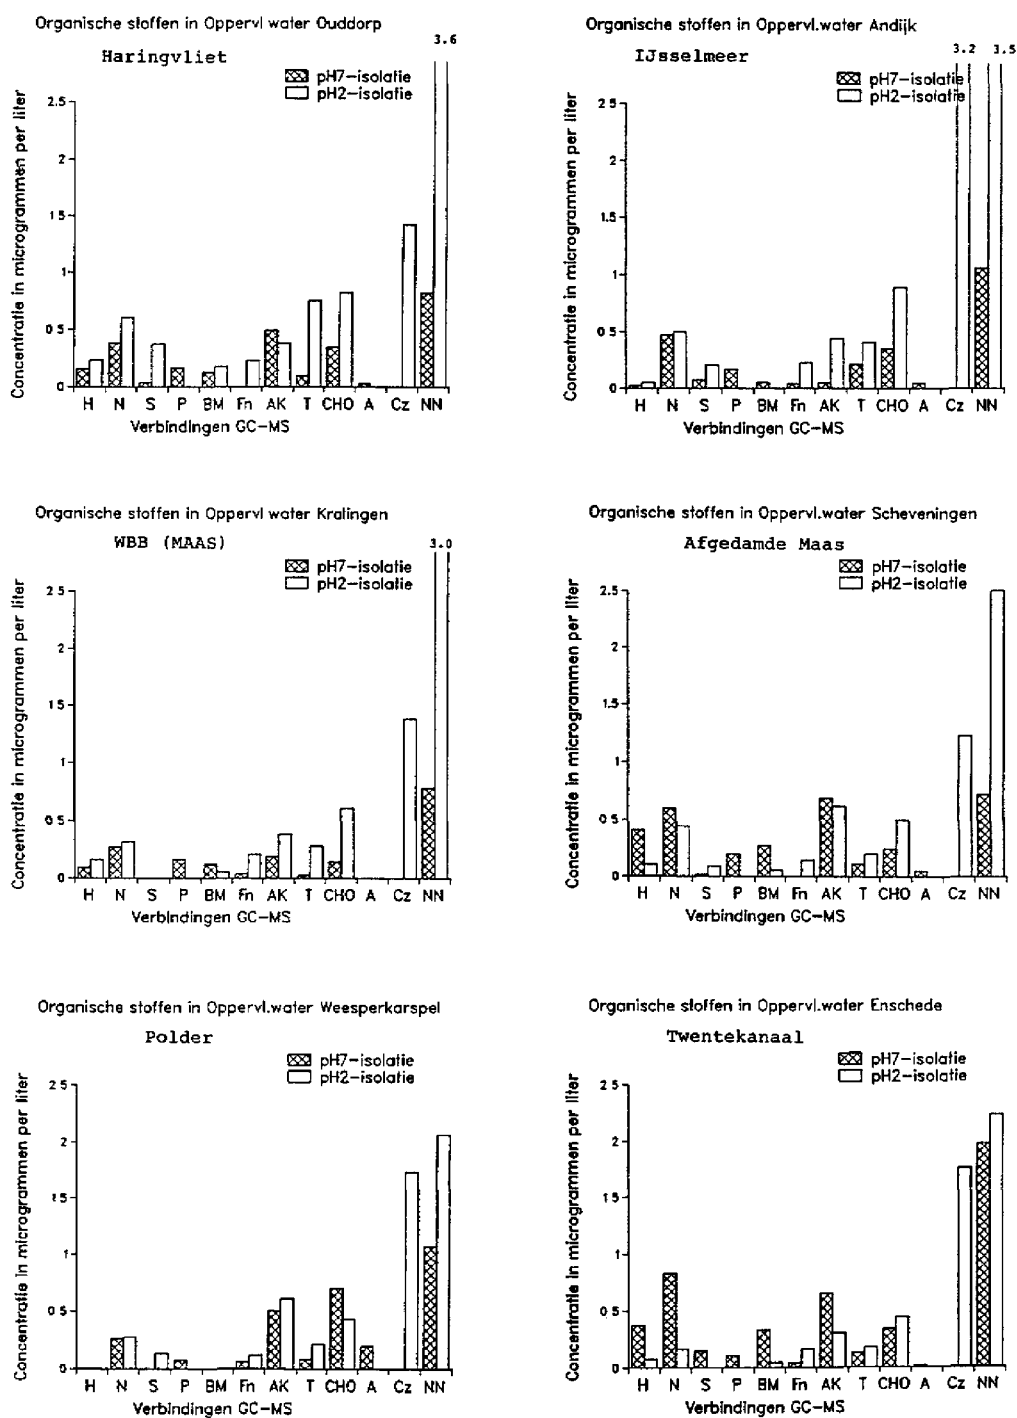 Organische stoffen in Oppervl water Ouddorp
Haringvliet
3.6
pH7-isolatie
pH2-isolatie
Concentratie in microgrammen per liter
2 5
2
1 5
1
0 5
0
H N S P BM Fn AK T CHO A Cz NN
Verbindingen GC-MS
Organische stoffen in Oppervl.water Andijk
IJsselmeer
3.2 3.5
pH7-isolatie
pH2-isolatie
Concentratie in microgrammen per liter
2 5
2
1 5
1
0 5
0
H N S P BM Fn AK T CHO A Cz NN
Verbindingen GC-MS
Organische stoffen in Oppervl water Kralingen
WBB (MAAS)
3.0
pH7-isolatie
pH2-isolatie
Concentratie in microgrammen per liter
2 5
2
1 5
1
0 5
0
H N S P BM Fn AK T CHO A Cz NN
Verbindingen GC-MS
Organische stoffen in Oppervl.water Scheveningen
Afgedamde Maas
pH7-isolatie
pH2-isolatie
Concentratie in microgrammen per liter
2.5
2
1.5
1
0 5
0
H N S P BM Fn AK T CHO A Cz NN
Verbindingen GC-MS
Organische stoffen in Oppervl.water Weesperkarspel
Polder
pH7-isolatie
pH2-isolatie
Concentratie in microgrammen per liter
2 5
2
1 5
1
0 5
0
H N S P BM Fn AK T CHO A Cz NN
Verbindingen GC-MS
Organische stoffen in Oppervl.water Enschede
Twentekanaal
pH7-isolatie
pH2-isolatie
Concentratie in microgrammen per liter
2 5
2
1 5
1
0 5
0
H N S P BM Fn AK T CHO A Cz NN
Verbindingen GC-MS